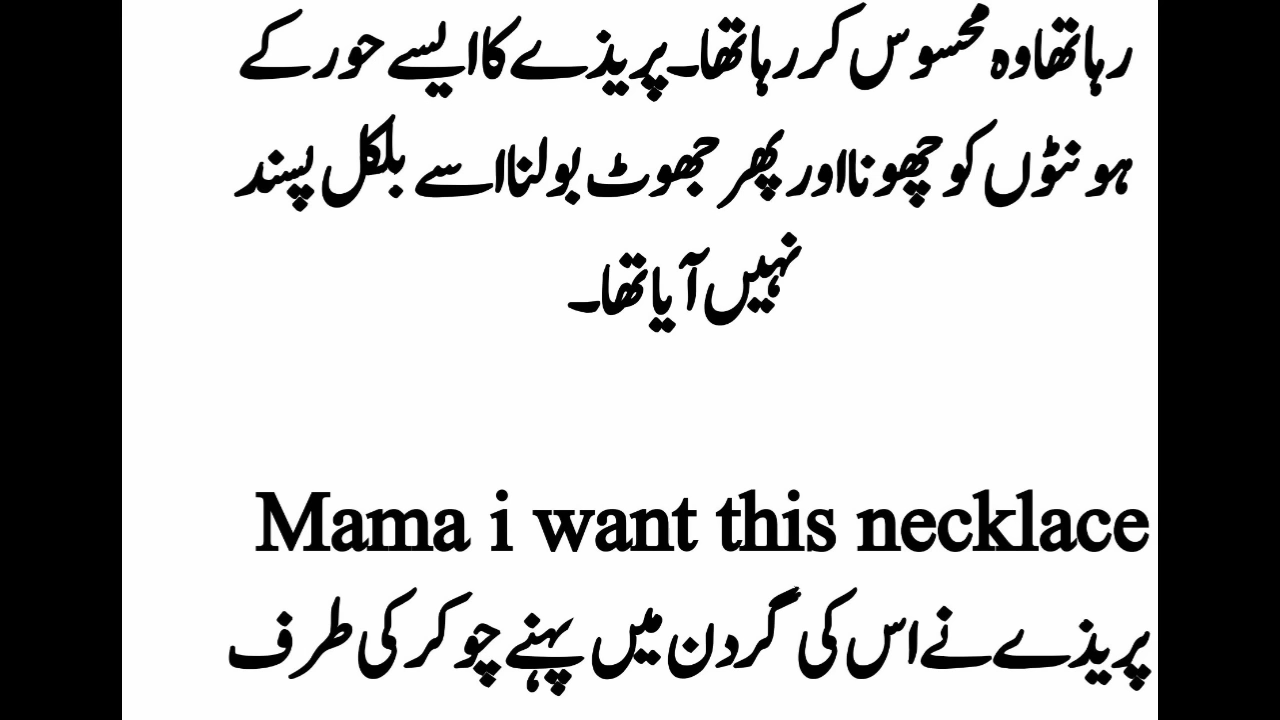 رہا تھا وہ محسوس کر رہا تھا۔ پریذے کا ایسے حور کے
ہونٹوں کو چھونا اور پھر جھوٹ بولنا اسے بلکل پسند
نہیں آیا تھا۔
Mama i want this necklace
پریذے نے اس کی گردن میں پہنے چوکر کی طرف